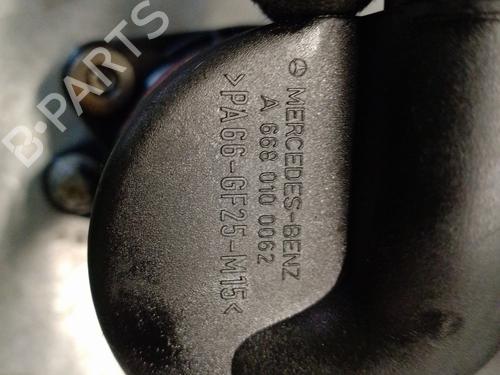 MERCEDES-BENZ
A 668 010 0062
>PA66-GF25-M15<
B-PARTS